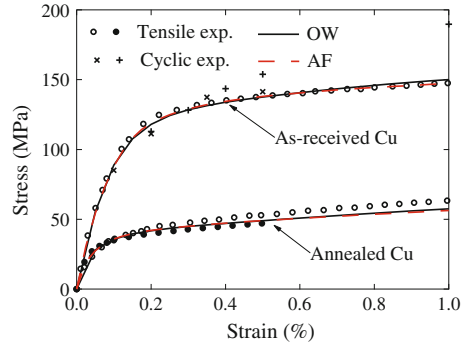 Tensile exp.
OW
Cyclic exp.
AF
Stress (MPa)
200
150
100
50
0
As-received Cu
Annealed Cu
0.0
0.2
0.4
0.6
0.8
1.0
Strain (%)